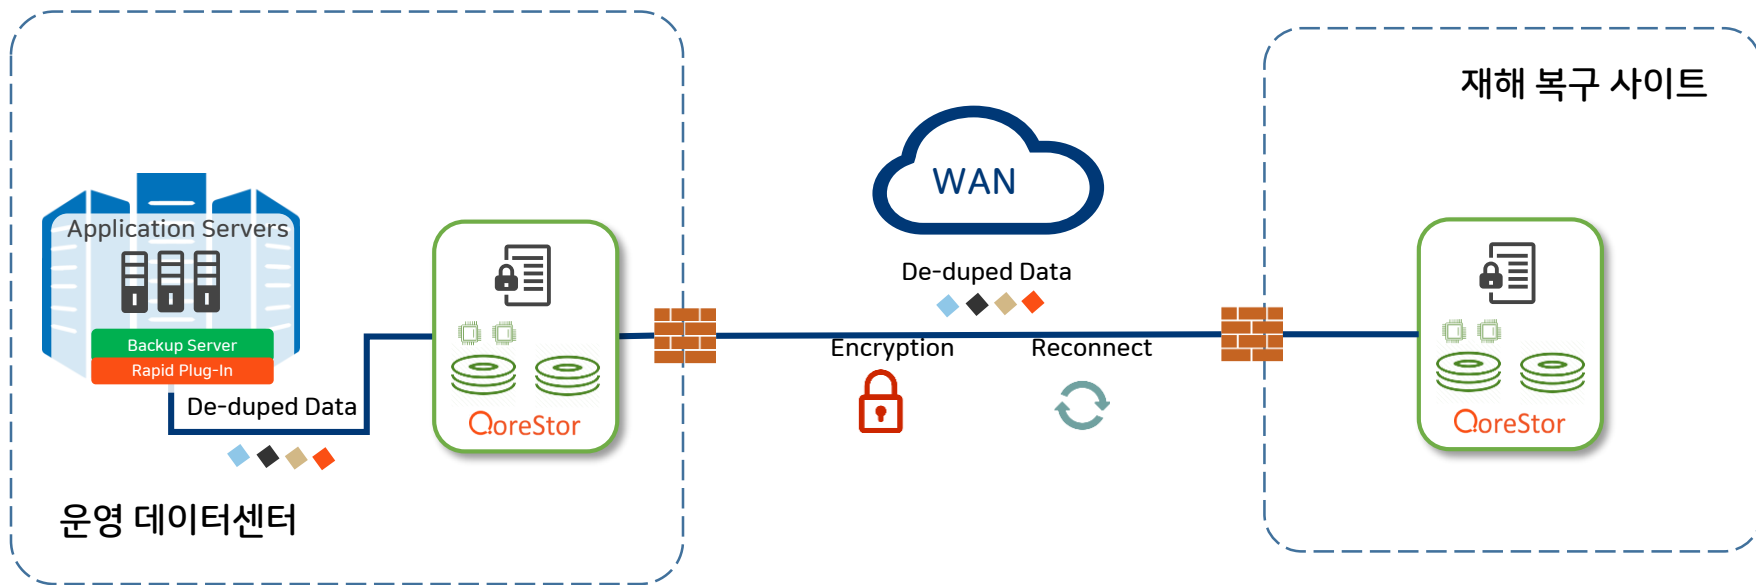 재해 복구 사이트
WAN
Application Servers
De-duped Data
Backup Server
Rapid Plug-In
Encryption
Reconnect
De-duped Data
QoreStor
QoreStor
운영 데이터센터